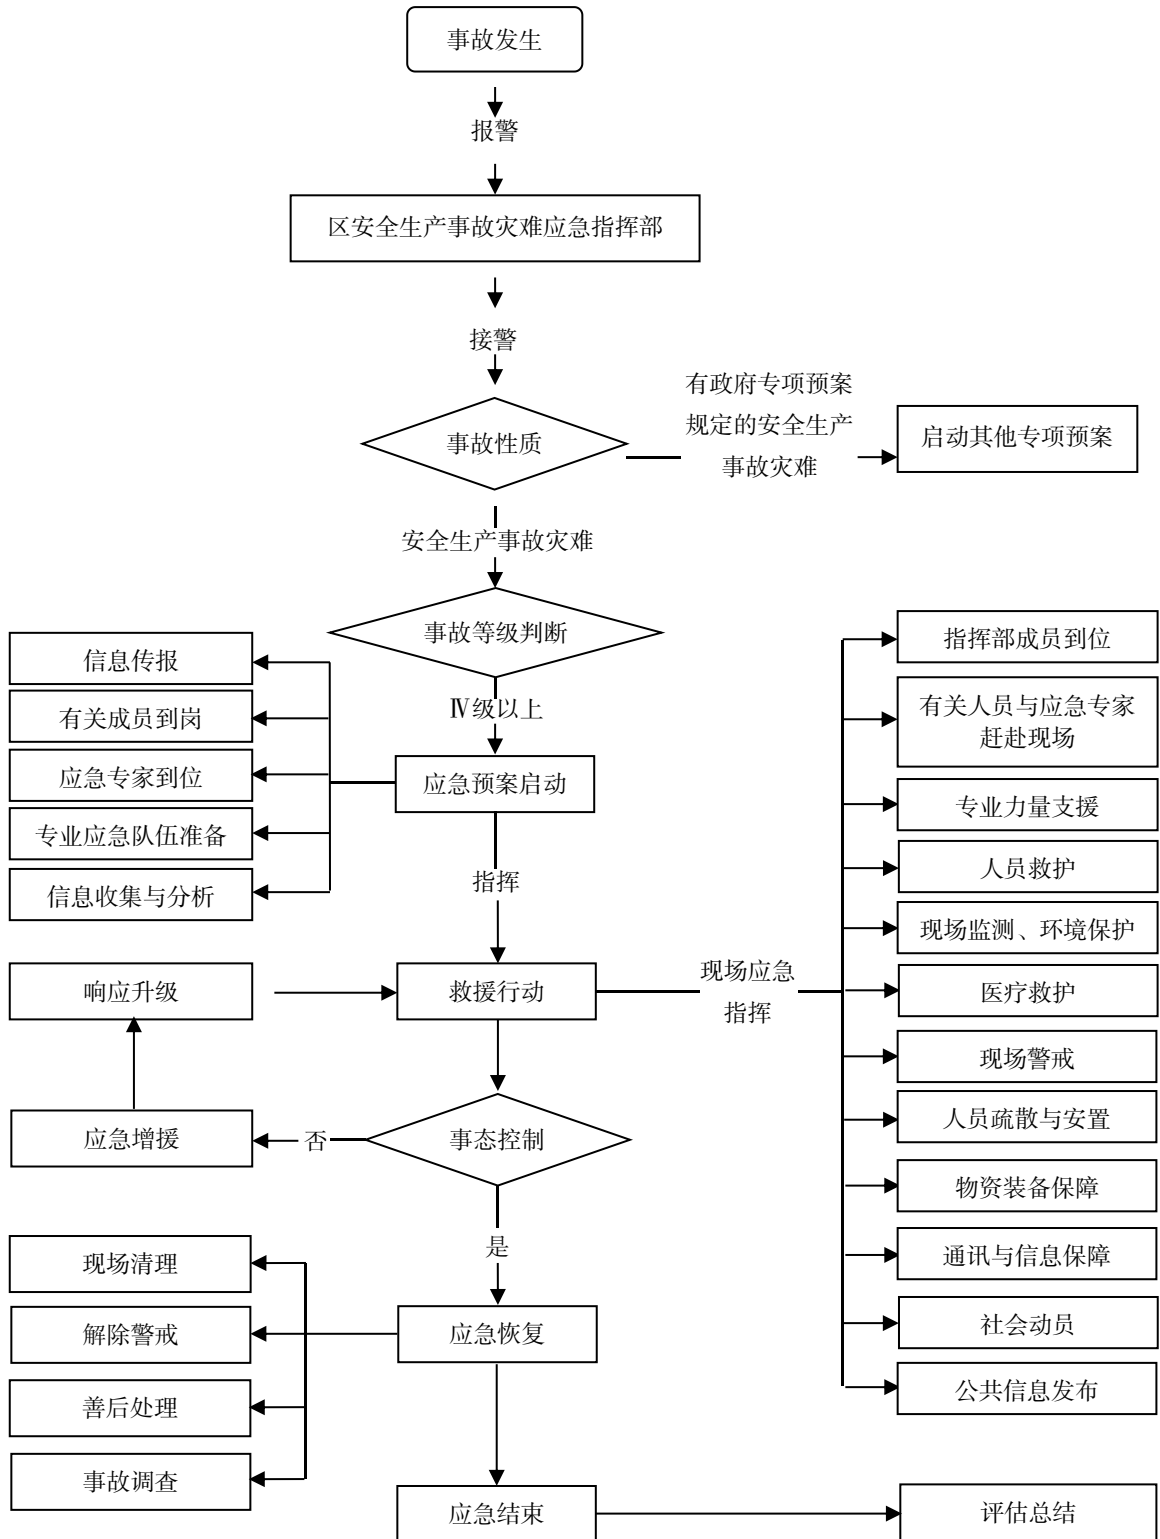 事故发生
报警
区安全生产事故灾难应急指挥部
接警
有政府专项预案
规定的安全生产
事故灾难
事故性质
启动其他专项预案
安全生产事故灾难
事故等级判断
Ⅳ级以上
应急预案启动
信息传报
有关成员到岗
应急专家到位
专业应急队伍准备
信息收集与分析
指挥
响应升级
救援行动
现场应急
指挥
指挥部成员到位
有关人员与应急专家
赶赴现场
专业力量支援
人员救护
现场监测、环境保护
医疗救护
现场警戒
人员疏散与安置
物资装备保障
通讯与信息保障
社会动员
公共信息发布
应急增援
否
事态控制
是
现场清理
解除警戒
善后处理
事故调查
应急恢复
应急结束
评估总结